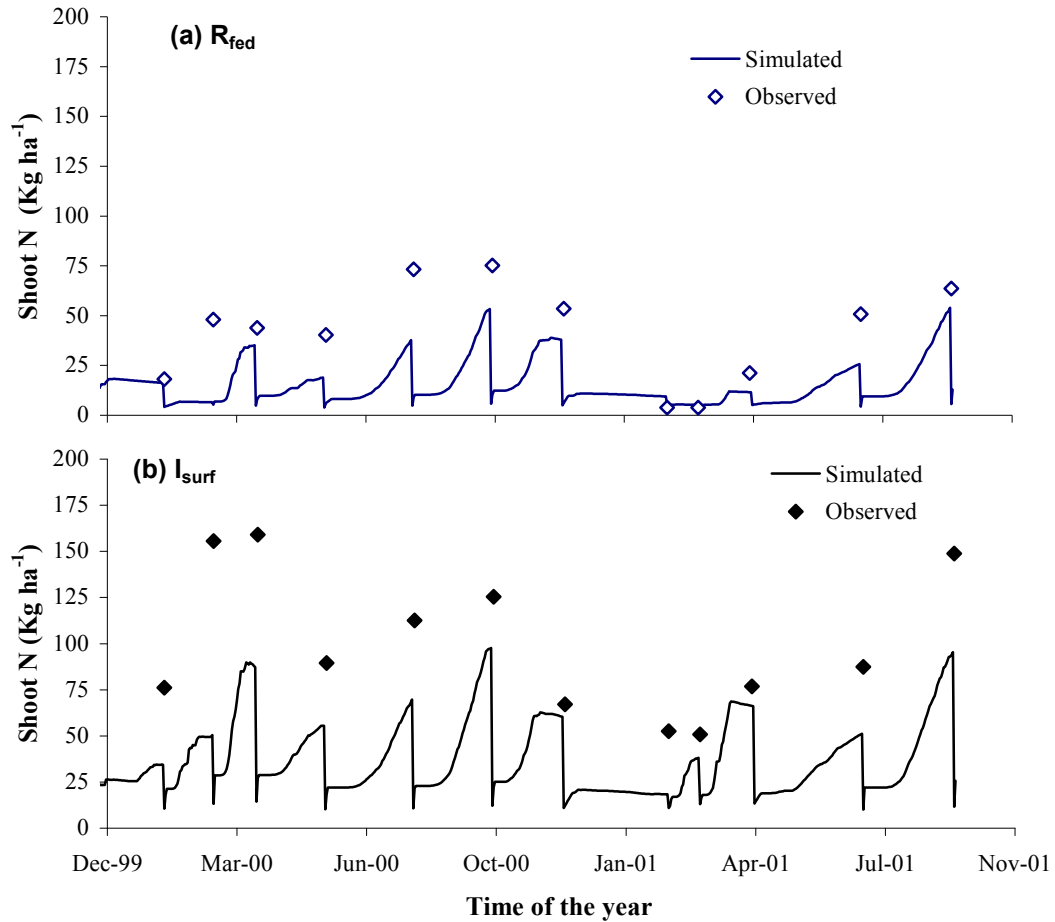 (a) Rfed
Simulated
Observed
Shoot N (Kg ha-1)
200
175
150
125
100
75
50
25
0
(b) Isurf
Simulated
Observed
Shoot N (Kg ha-1)
200
175
150
125
100
75
50
25
0
Dec-99 Mar-00 Jun-00 Oct-00 Jan-01 Apr-01 Jul-01 Nov-01
Time of the year